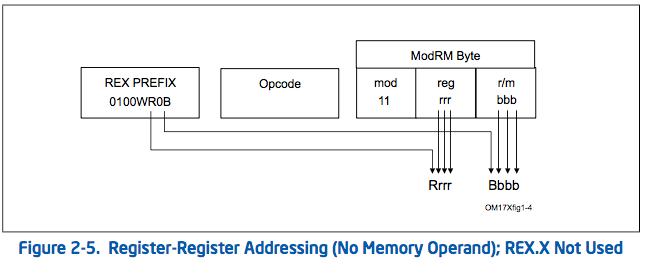 ModRM Byte
REX PREFIX
0100WR0B
Opcode
mod
11
reg
rrr
r/m
bbb
Rrrr
Bbbb
OM17Xfig1-4
Figure 2-5. Register-Register Addressing (No Memory Operand); REX.X Not Used